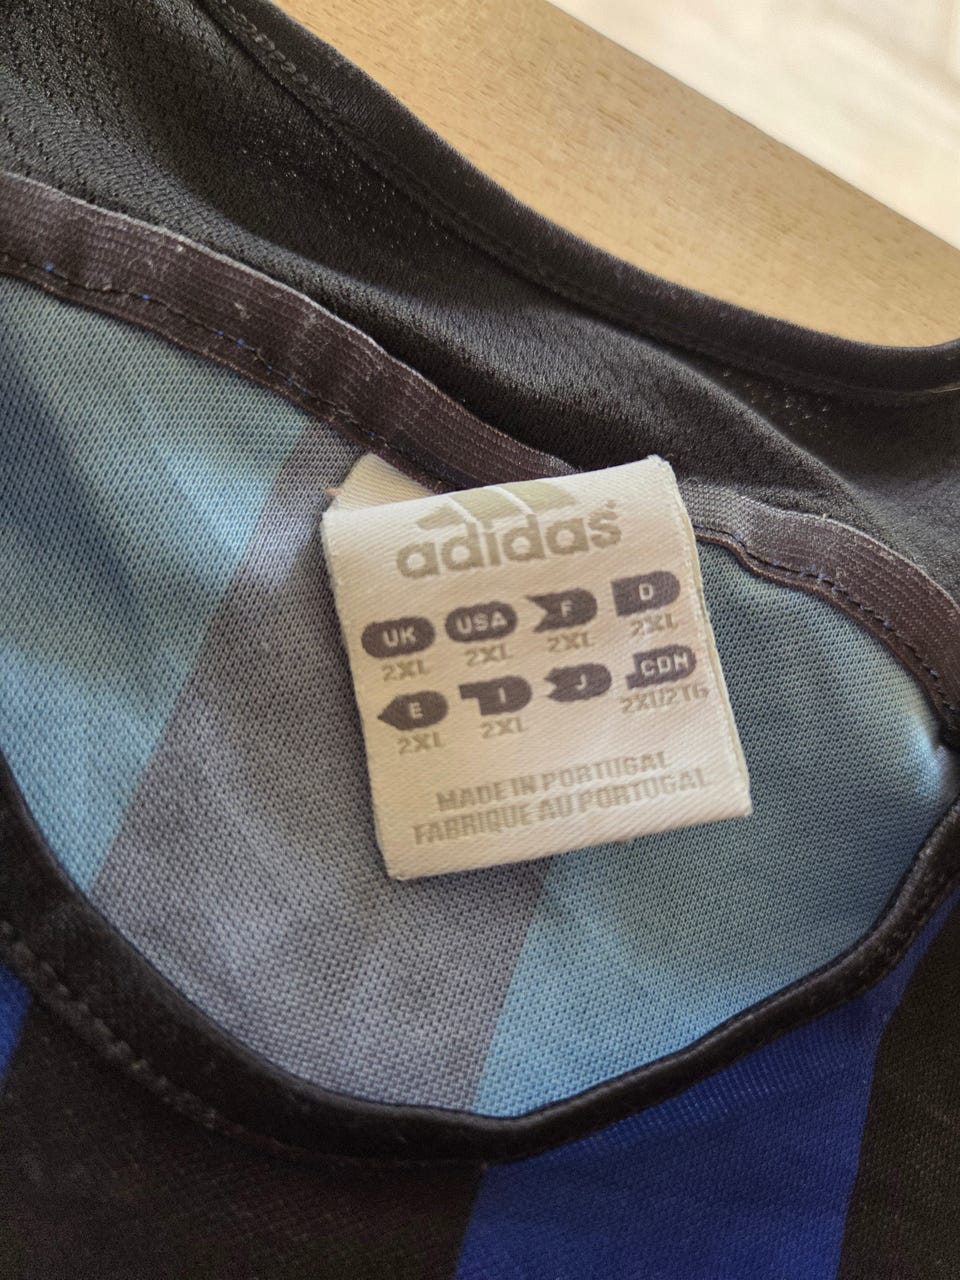 adidas
UK USA F D
2XL 2XL 2XL 2XL
E I J CDN
2XL 2XL 2XL/2TG
MADE IN PORTUGAL
FABRIQUE AU PORTUGAL